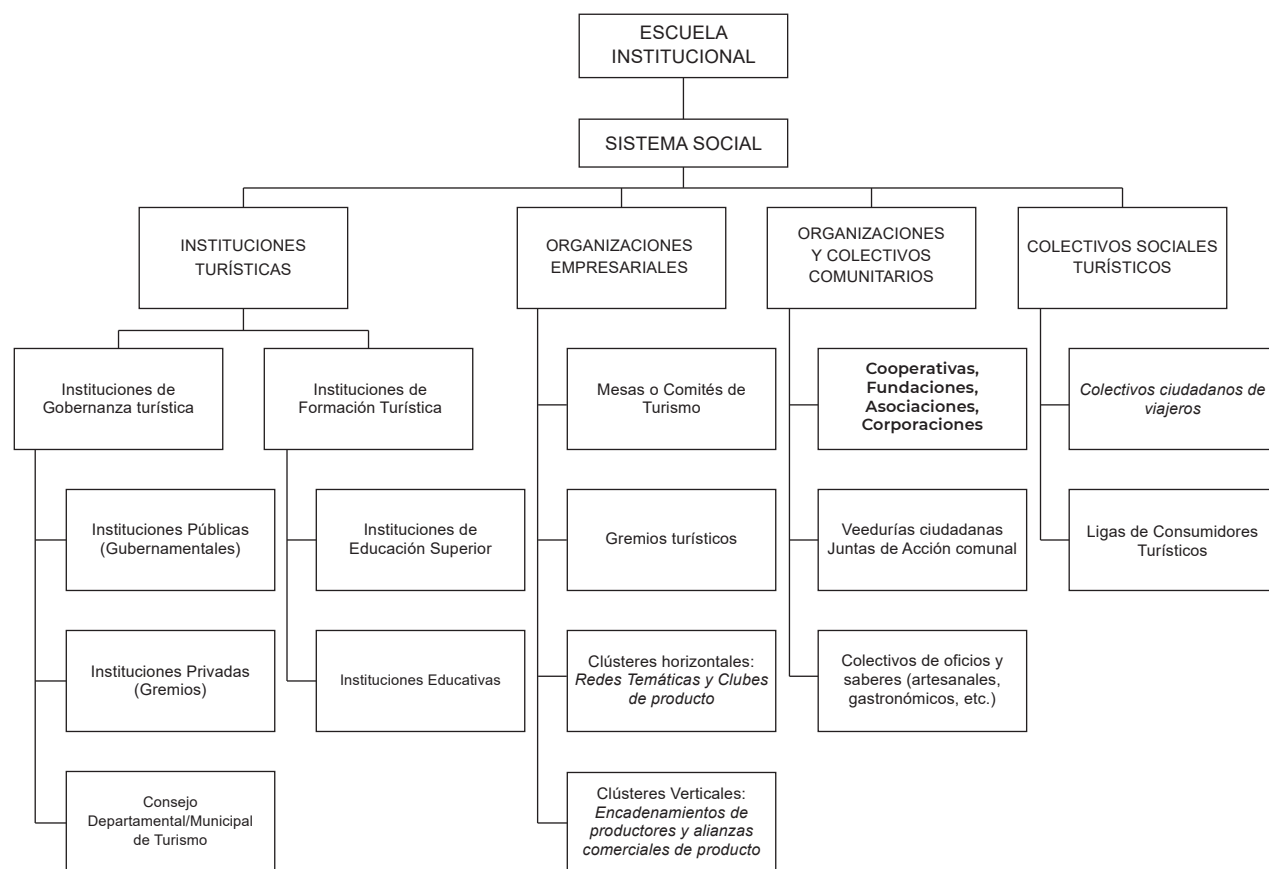 ESCUELA
INSTITUCIONAL
SISTEMA SOCIAL
INSTITUCIONES
TURÍSTICAS
ORGANIZACIONES
EMPRESARIALES
ORGANIZACIONES
Y COLECTIVOS
COMUNITARIOS
COLECTIVOS SOCIALES
TURÍSTICOS
Instituciones de
Gobernanza turística
Instituciones de
Formación Turística
Mesas o Comités de
Turismo
Cooperativas,
Fundaciones,
Asociaciones,
Corporaciones
Colectivos ciudadanos de
viajeros
Instituciones Públicas
(Gubernamentales)
Instituciones de
Educación Superior
Gremios turísticos
Veedurías ciudadanas
Juntas de Acción comunal
Ligas de Consumidores
Turísticos
Instituciones Privadas
(Gremios)
Instituciones Educativas
Clústeres horizontales:
Redes Temáticas y Clubes
de producto
Colectivos de oficios y
saberes (artesanales,
gastronómicos, etc.)
Consejo
Departamental/Municipal
de Turismo
Clústeres Verticales:
Encadenamientos de
productores y alianzas
comerciales de producto